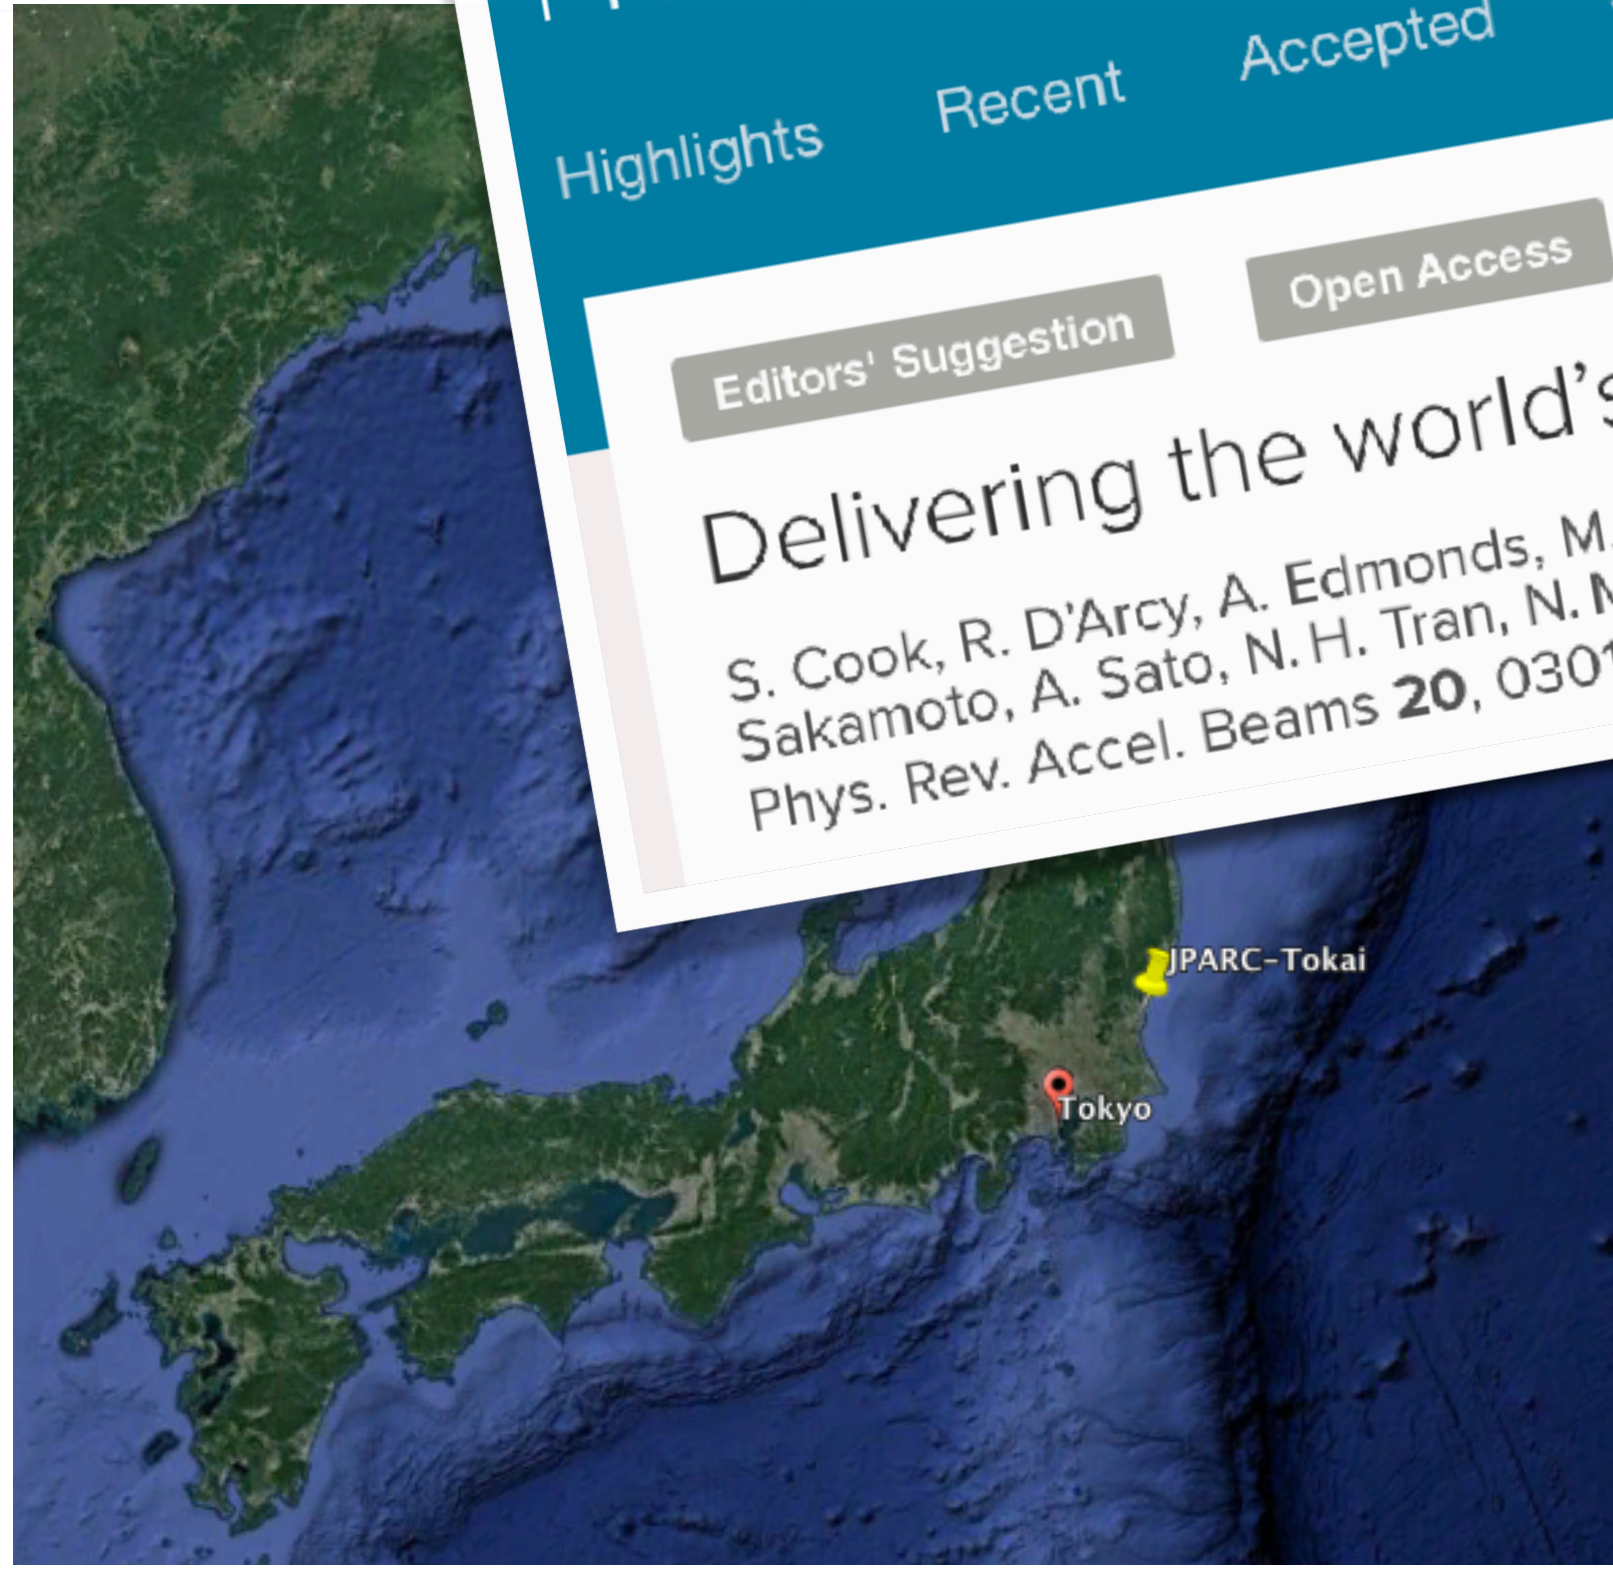 Highlights Recent Accepted
Editors' Suggestion Open Access
Delivering the world's
S. Cook, R. D'Arcy, A. Edmonds, M.
Sakamoto, A. Sato, N. H. Tran, N.
Phys. Rev. Accel. Beams 20, 030
JPARC-Tokai
Tokyo